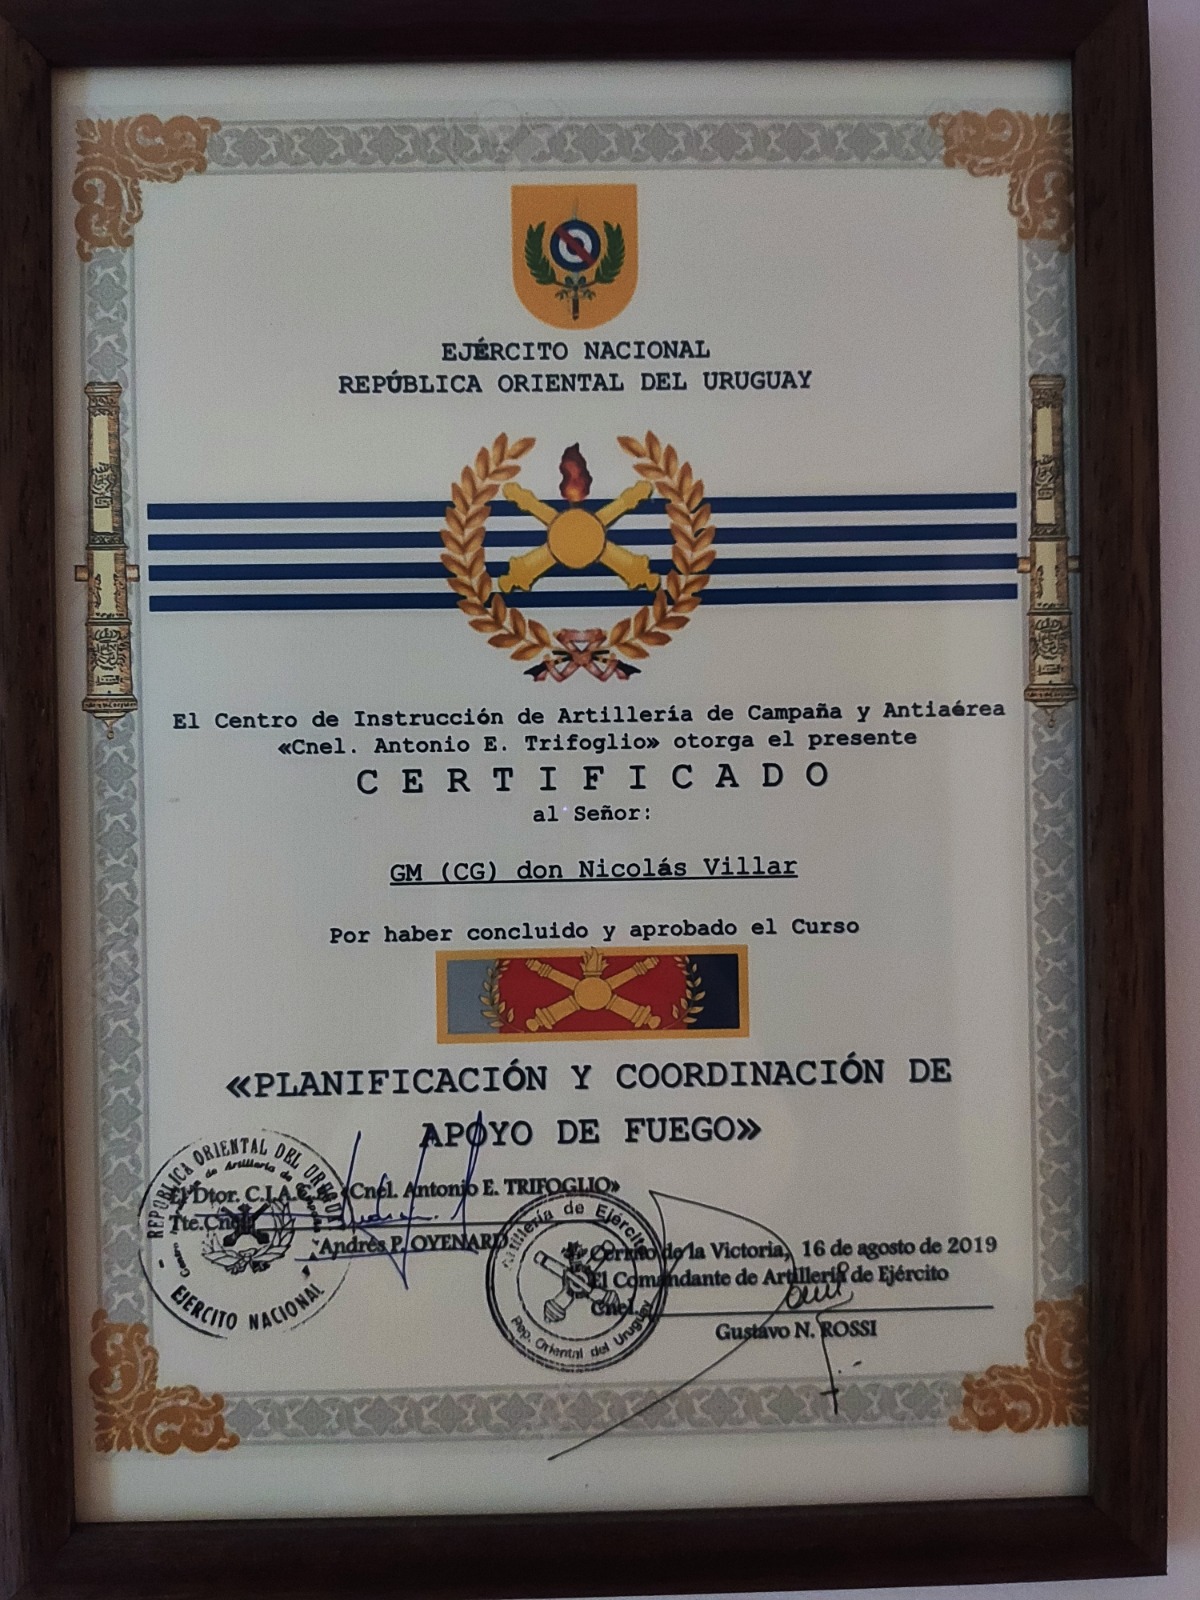 EJÉRCITO NACIONAL
REPÚBLICA ORIENTAL DEL URUGUAY
El Centro de Instrucción de Artillería de Campaña y Antiaérea
«Cnel. Antonio E. Trifoglio» otorga el presente
CERTIFICADO
al Señor:
GM (CG) don Nicolás Villar
Por haber concluido y aprobado el Curso
«PLANIFICACIÓN Y COORDINACIÓN DE
APOYO DE FUEGO»
REPÚBLICA ORIENTAL DEL URUGUAY
de Artillería de
EJERCITO NACIONAL
El Dtor. C.I.A.C. «Cnel. Antonio E. TRIFOGLIO»
Tte.Cnel.
Andrés P. OYENARD
Artillería de Ejército
Rep. Oriental del Uruguay
Cerrito de la Victoria, 16 de agosto de 2019
El Comandante de Artillería de Ejército
Cnel.
Gustavo N. ROSSI